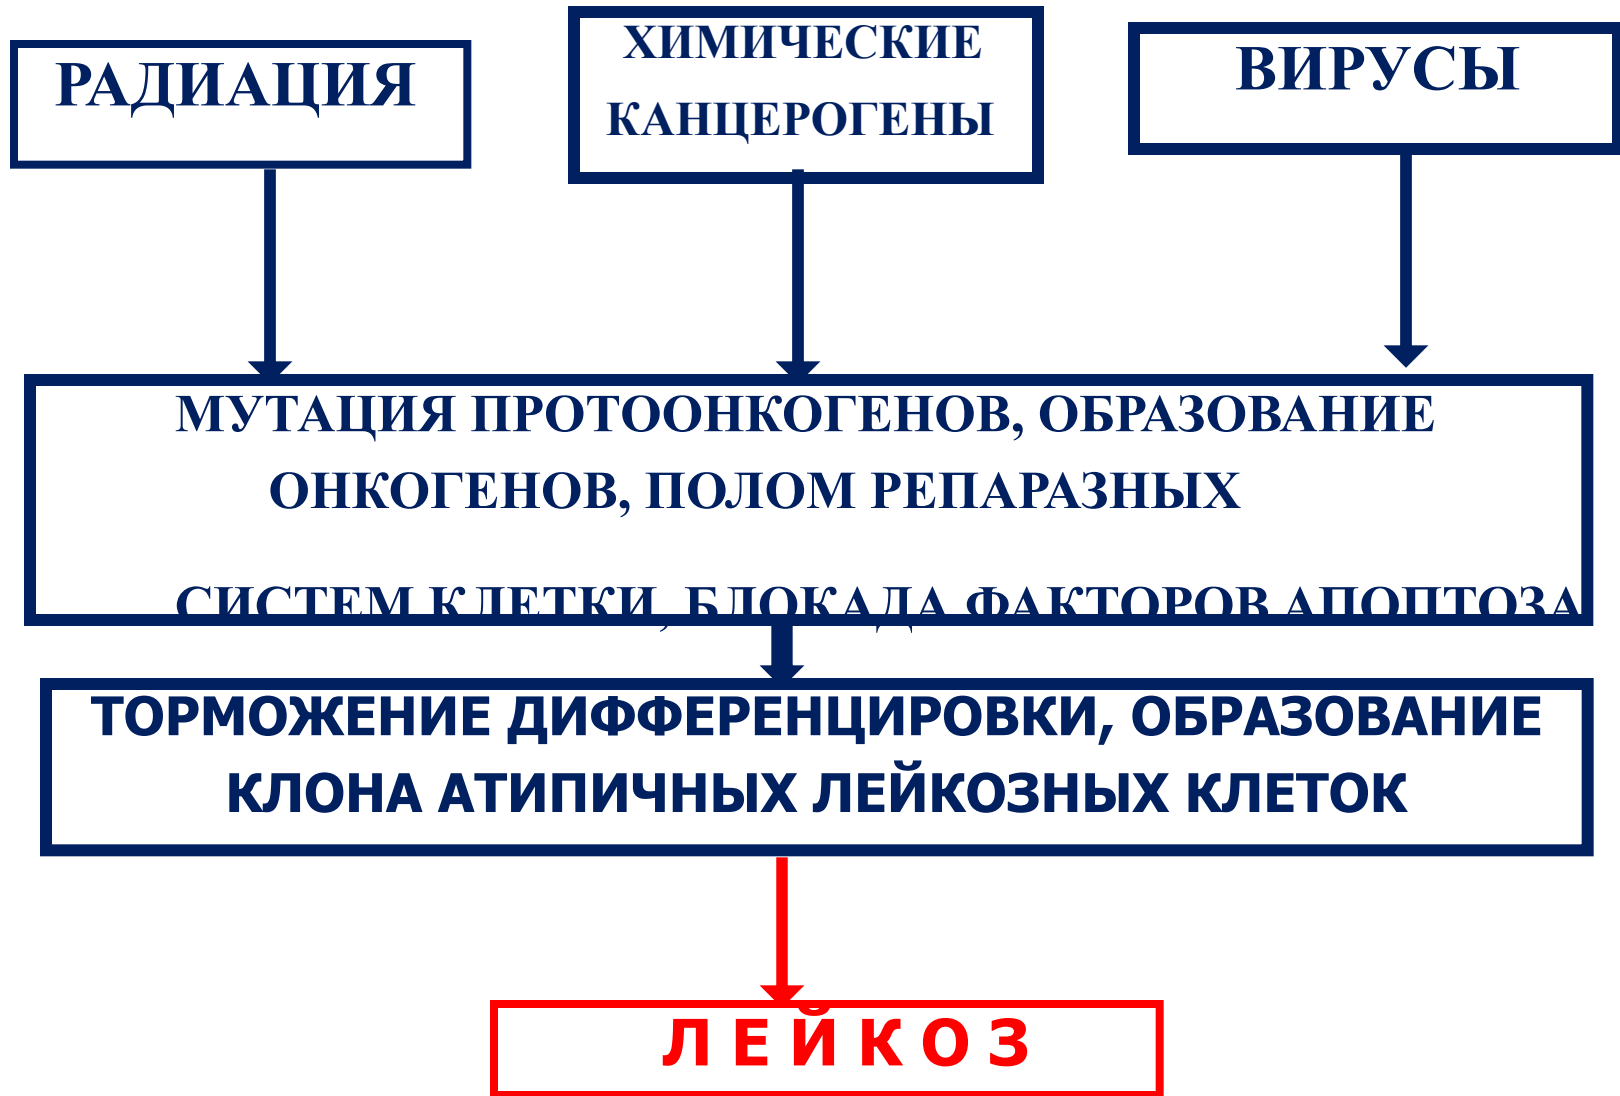 РАДИАЦИЯ
ХИМИЧЕСКИЕ
КАНЦЕРОГЕНЫ
ВИРУСЫ
МУТАЦИЯ ПРОТООНКОГЕНОВ, ОБРАЗОВАНИЕ
ОНКОГЕНОВ, ПОЛОМ РЕПАРАЗНЫХ
СИСТЕМ КЛЕТКИ, БЛОКАДА ФАКТОРОВ АПОПТОЗА
ТОРМОЖЕНИЕ ДИФФЕРЕНЦИРОВКИ, ОБРАЗОВАНИЕ
КЛОНА АТИПИЧНЫХ ЛЕЙКОЗНЫХ КЛЕТОК
Л Е Й К О З